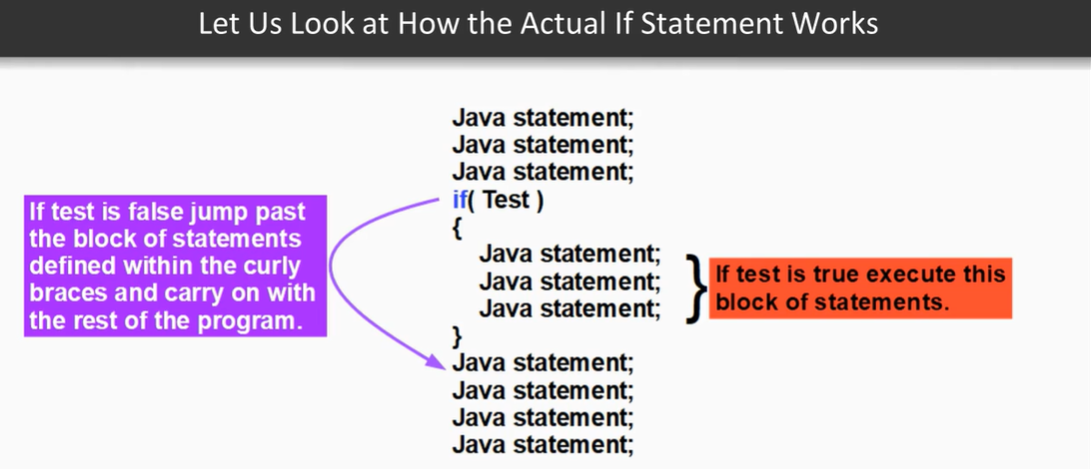 Let Us Look at How the Actual If Statement Works
Java statement;
Java statement;
Java statement;
if( Test )
{
Java statement;
Java statement;
Java statement;
}
Java statement;
Java statement;
Java statement;
Java statement;
If test is false jump past
the block of statements
defined within the curly
braces and carry on with
the rest of the program.
}
If test is true execute this
block of statements.